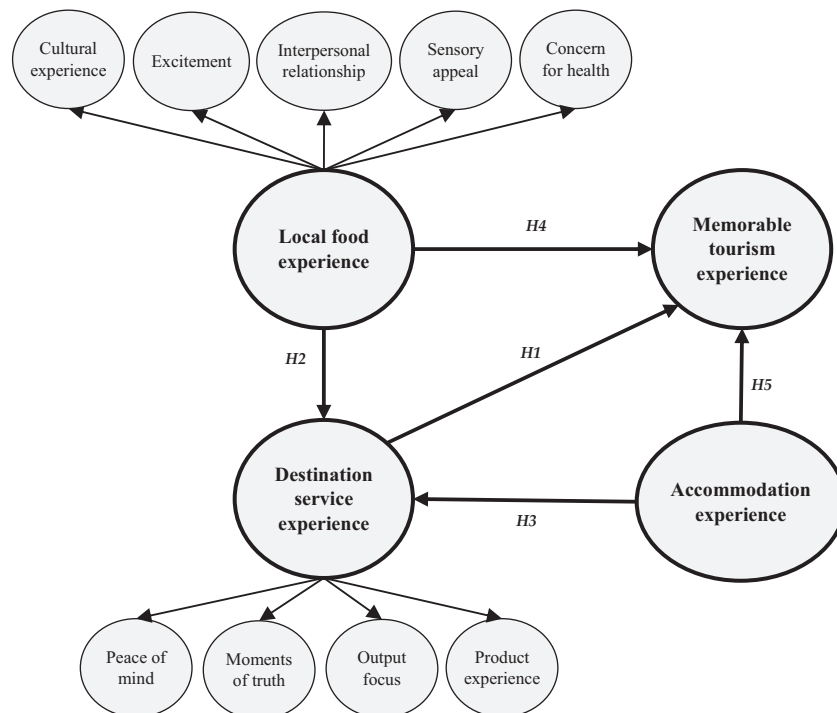 Cultural
experience
Excitement
Interpersonal
relationship
Sensory
appeal
Concern
for health
Local food
experience
H4
Memorable
tourism
experience
H2
H1
H5
Destination
service
experience
H3
Accommodation
experience
Peace of
mind
Moments
of truth
Output
focus
Product
experience